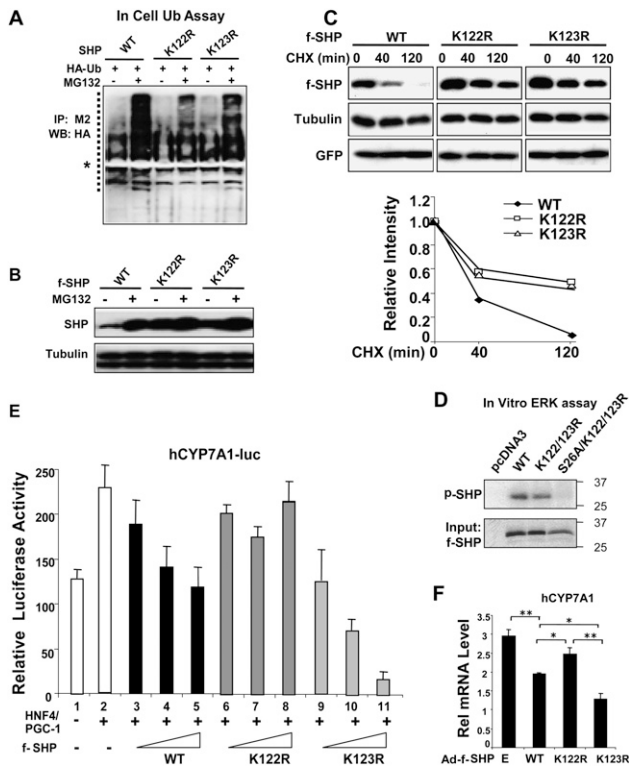 A
In Cell Ub Assay
SHP WT K122R K123R
HA-Ub + + + + + +
MG132 - + - + - +
IP: M2
WB: HA
*
B
f-SHP WT K122R K123R
MG132 - + - + - +
SHP
Tubulin
C
f-SHP WT K122R K123R
CHX (min) 0 40 120 0 40 120 0 40 120
f-SHP
Tubulin
GFP
Relative Intensity
1.2
1.0
0.8
0.6
0.4
0.2
0
WT
K122R
K123R
CHX (min) 0 40 120
D
In Vitro ERK assay
pcDNA3 WT K122/123R S26A/K122/123R
p-SHP
37
25
Input:
f-SHP
37
25
E
hCYP7A1-luc
Relative Luciferase Activity
250
200
150
100
50
0
1 2 3 4 5 6 7 8 9 10 11
HNF4/
PGC-1
- + + + + + + + + + +
f-SHP - -
WT K122R K123R
F
hCYP7A1
Rel mRNA Level
3.5
3
2.5
2
1.5
1
0.5
0
** * * **
Ad-f-SHP E WT K122R K123R